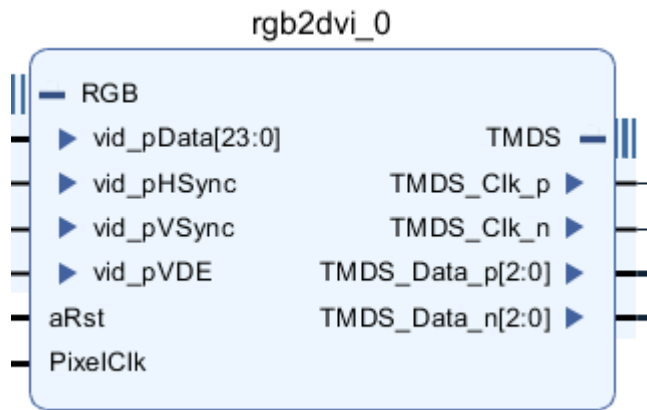 rgb2dvi_0
RGB
vid_pData[23:0]
TMDS
vid_pHSync
TMDS_Clk_p
vid_pVSync
TMDS_Clk_n
vid_pVDE
TMDS_Data_p[2:0]
aRst
TMDS_Data_n[2:0]
PixelClk